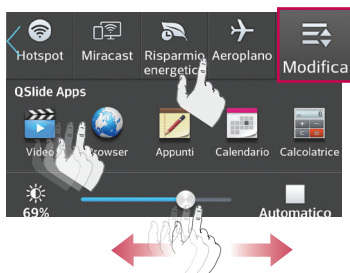 Hotspot Miracast Risparmio energetico Aeroplano Modifica
QSlide Apps
Video Browser Appunti Calendario Calcolatrice
69% Automatico